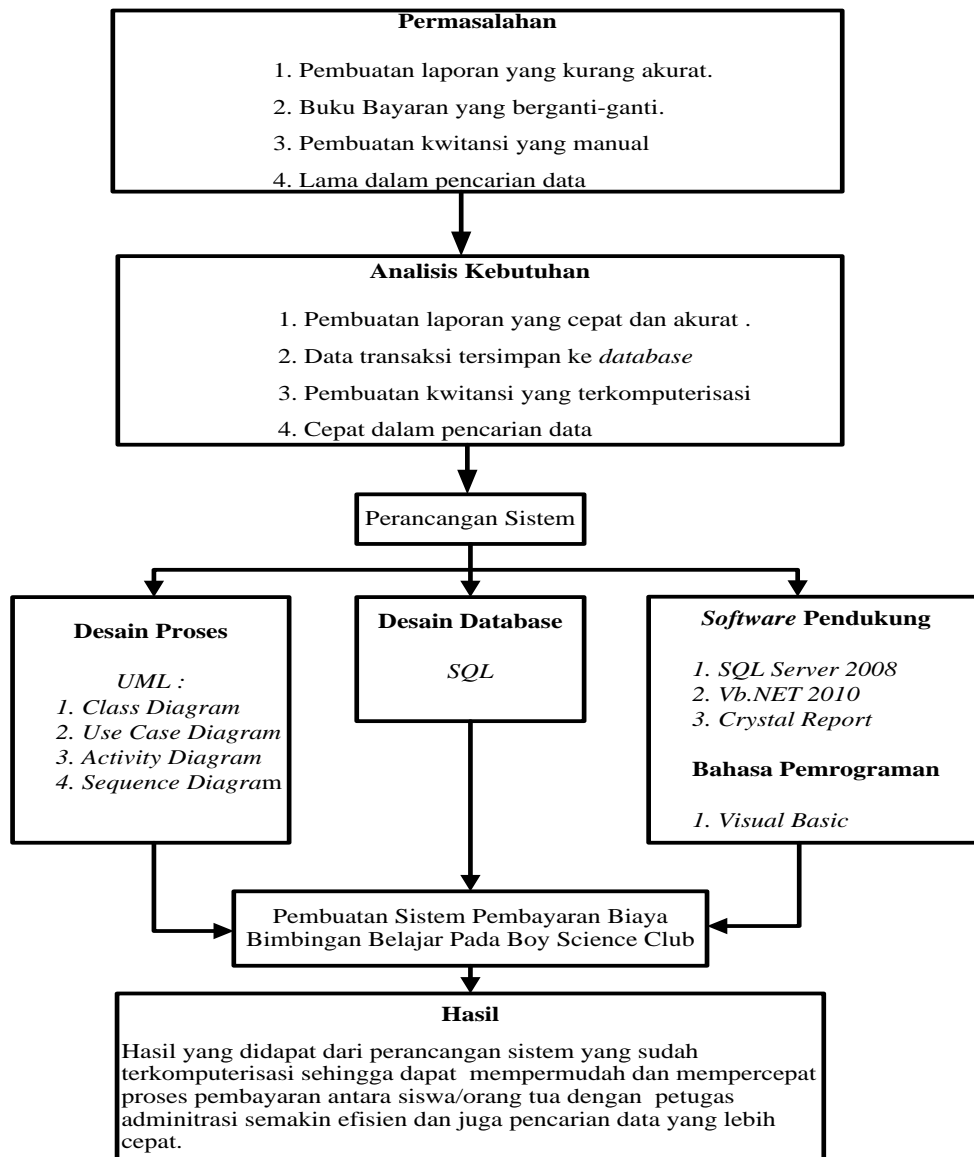 Permasalahan
1. Pembuatan laporan yang kurang akurat.
2. Buku Bayaran yang berganti-ganti.
3. Pembuatan kwitansi yang manual
4. Lama dalam pencarian data
Analisis Kebutuhan
1. Pembuatan laporan yang cepat dan akurat .
2. Data transaksi tersimpan ke database
3. Pembuatan kwitansi yang terkomputerisasi
4. Cepat dalam pencarian data
Perancangan Sistem
Desain Proses
UML :
1. Class Diagram
2. Use Case Diagram
3. Activity Diagram
4. Sequence Diagram
Desain Database
SQL
Software Pendukung
1. SQL Server 2008
2. Vb.NET 2010
3. Crystal Report
Bahasa Pemrograman
1. Visual Basic
Pembuatan Sistem Pembayaran Biaya
Bimbingan Belajar Pada Boy Science Club
Hasil
Hasil yang didapat dari perancangan sistem yang sudah
terkomputerisasi sehingga dapat mempermudah dan mempercepat
proses pembayaran antara siswa/orang tua dengan petugas
adminitrasi semakin efisien dan juga pencarian data yang lebih
cepat.